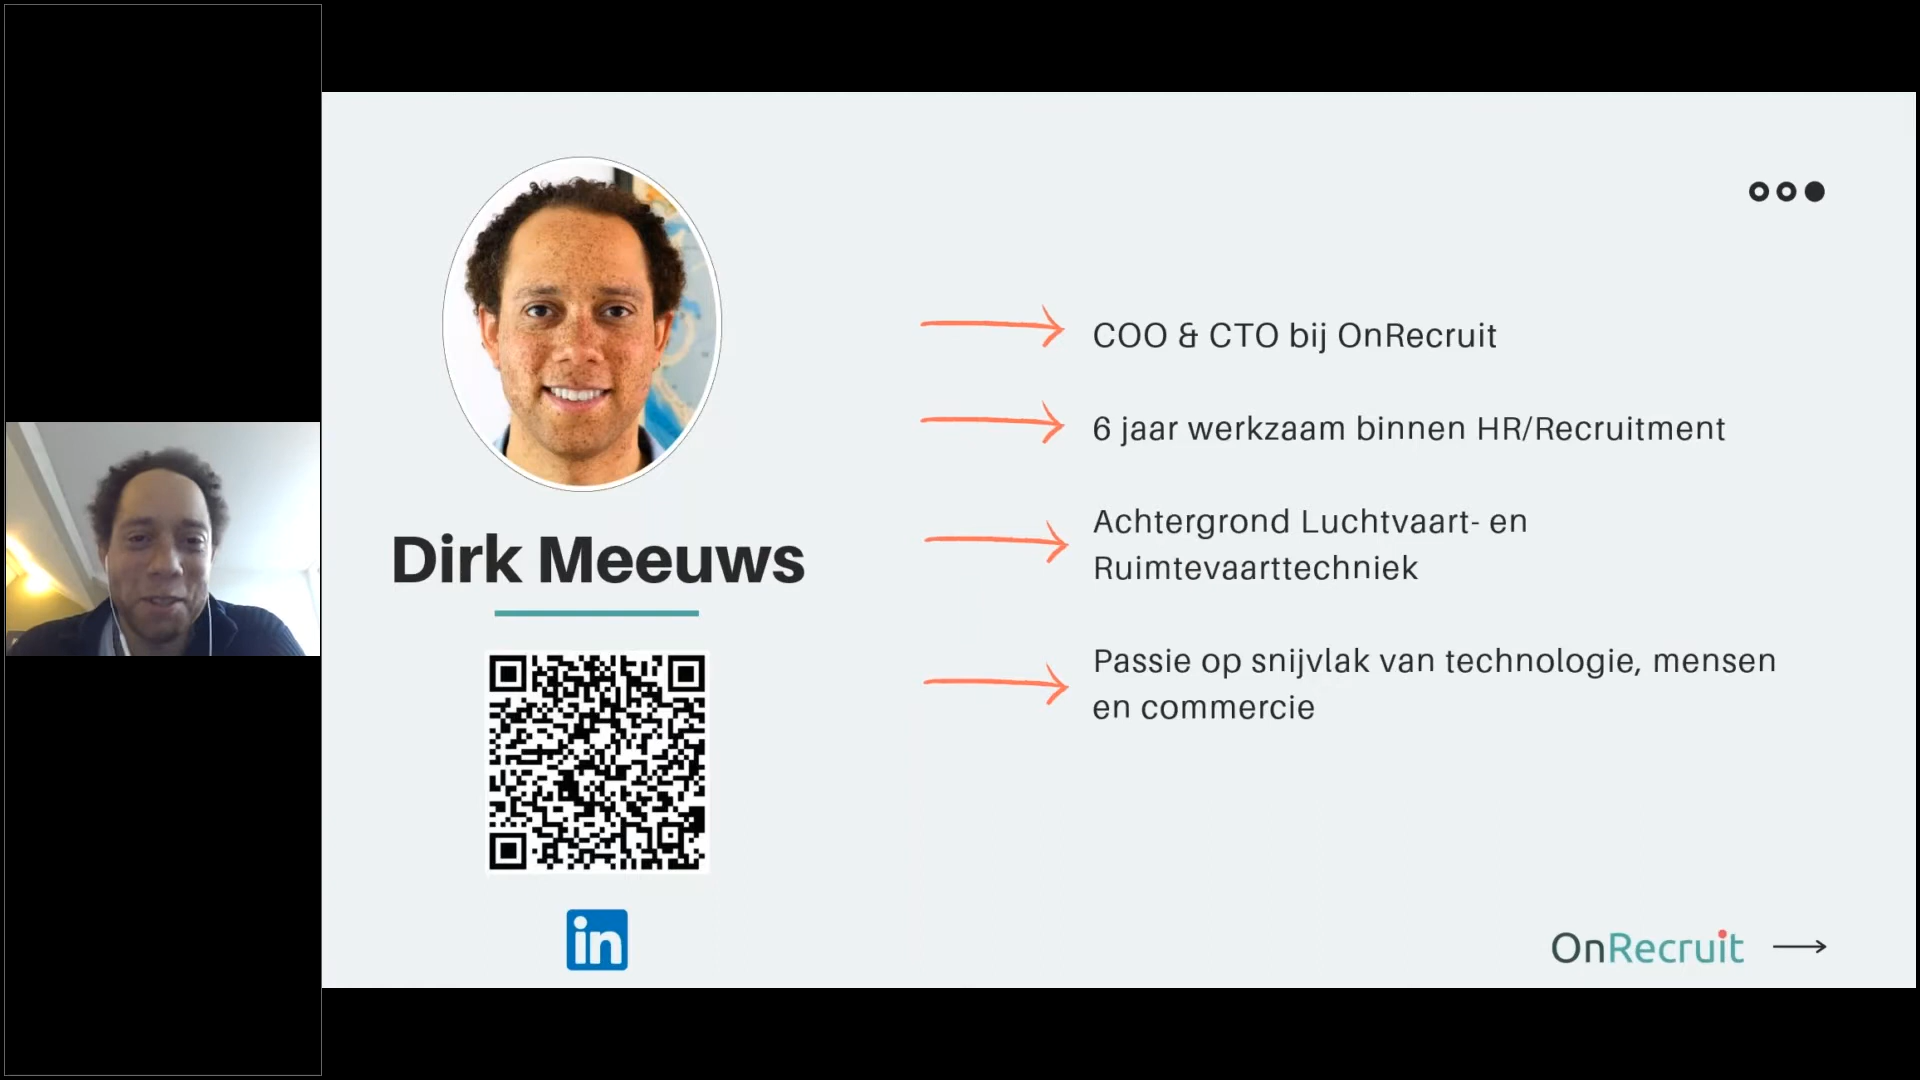 Dirk Meeuws
COO & CTO bij OnRecruit
6 jaar werkzaam binnen HR/Recruitment
Achtergrond Luchtvaart- en
Ruimtevaarttechniek
Passie op snijvlak van technologie, mensen
en commercie
in
OnRecruit